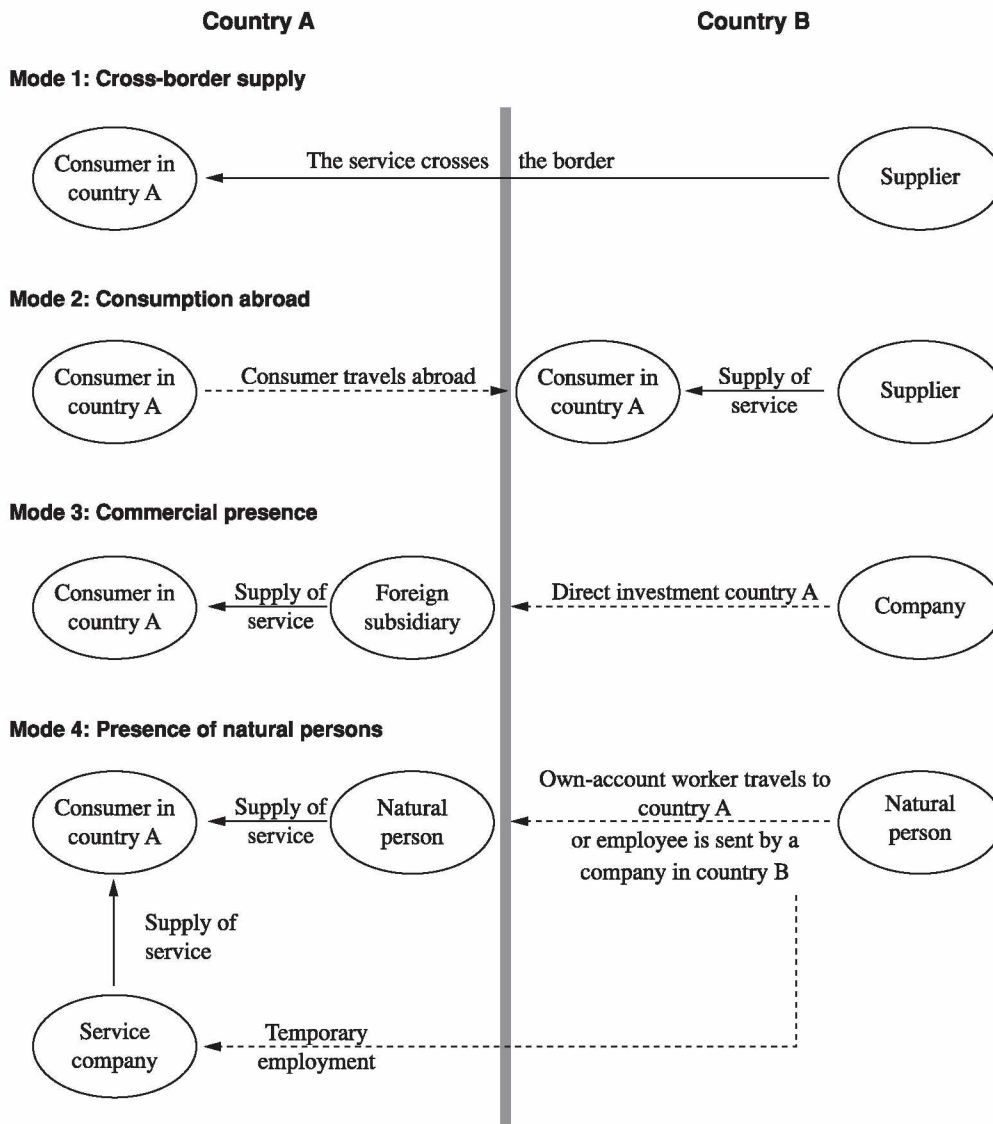 Country A
Country B
Mode 1: Cross-border supply
Consumer in
country A
The service crosses the border
Supplier
Mode 2: Consumption abroad
Consumer in
country A
Consumer travels abroad
Consumer in
country A
Supply of
service
Supplier
Mode 3: Commercial presence
Consumer in
country A
Supply of
service
Foreign
subsidiary
Direct investment country A
Company
Mode 4: Presence of natural persons
Consumer in
country A
Supply of
service
Natural
person
Own-account worker travels to
country A
or employee is sent by a
company in country B
Natural
person
Supply of
service
Service
company
Temporary
employment